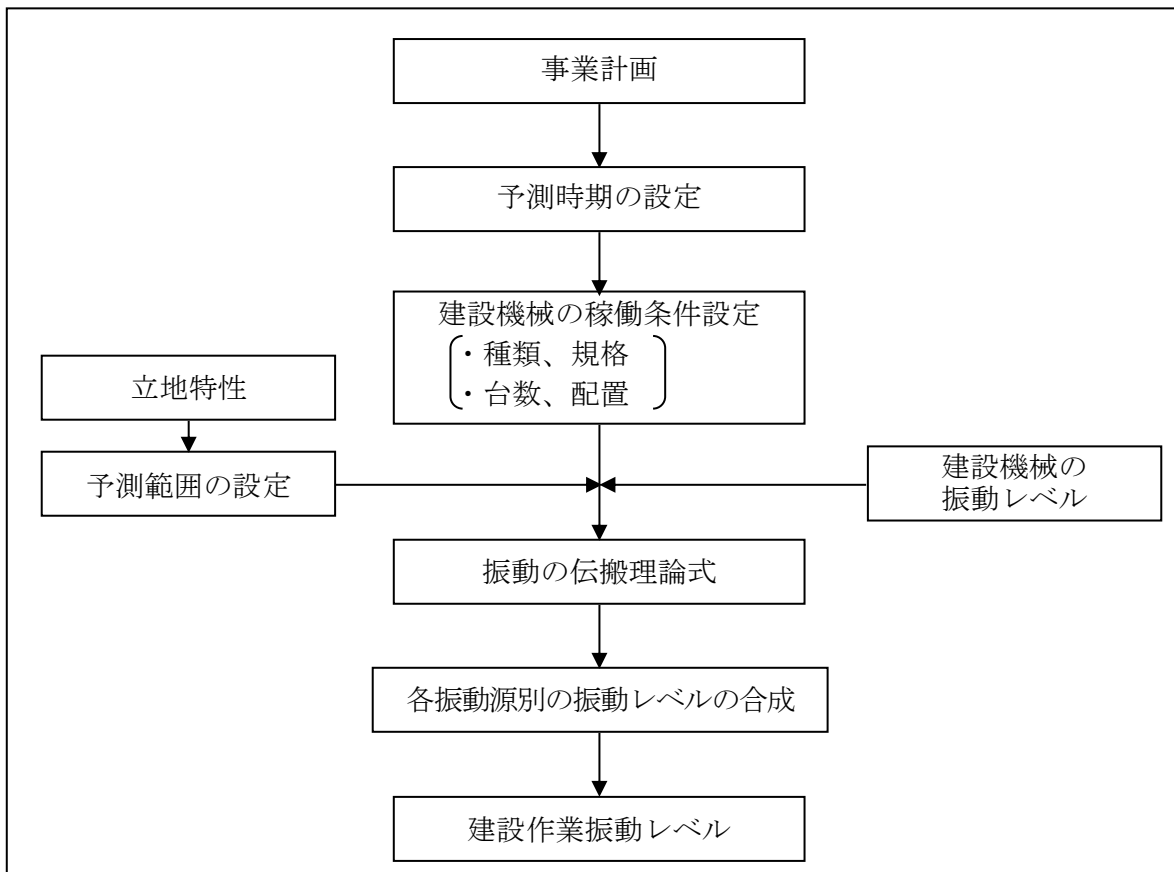 事業計画
予測時期の設定
建設機械の稼働条件設定
・種類、規格
・台数、配置
立地特性
予測範囲の設定
建設機械の
振動レベル
振動の伝搬理論式
各振動源別の振動レベルの合成
建設作業振動レベル